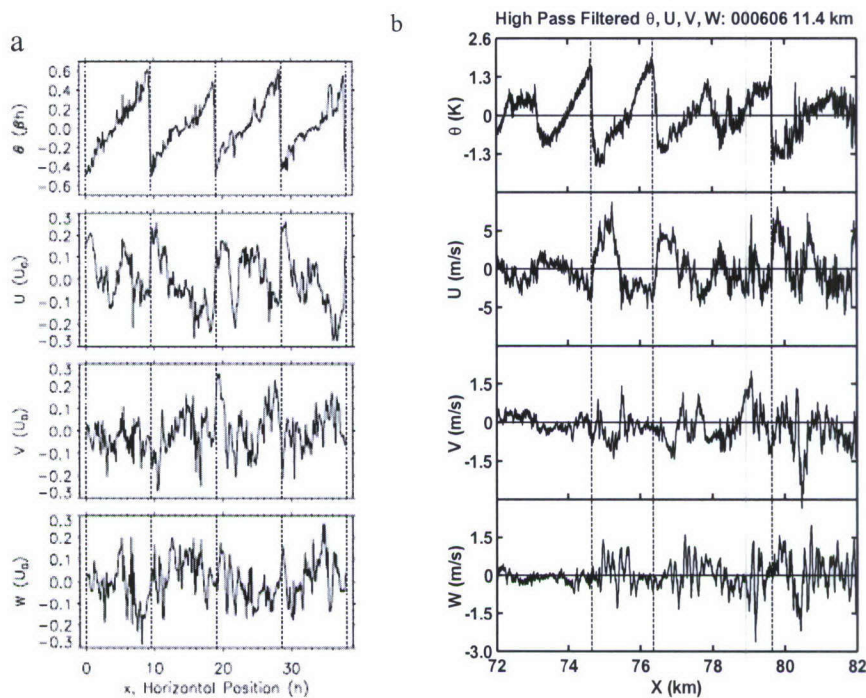 a
θ (βh)
0.6
0.4
0.2
0.0
−0.2
−0.4
−0.6
U (U₀)
0.3
0.2
0.1
0.0
−0.1
−0.2
−0.3
V (U₀)
0.3
0.2
0.1
0.0
−0.1
−0.2
−0.3
W (U₀)
0.3
0.2
0.1
0.0
−0.1
−0.2
−0.3
0 10 20 30
x, Horizontal Position (h)
b
High Pass Filtered θ, U, V, W: 000606 11.4 km
θ (K)
2.6
1.3
0
-1.3
U (m/s)
5
0
-5
V (m/s)
1.5
0
-1.5
W (m/s)
1.5
0
-1.5
-3.0
72 74 76 78 80 82
X (km)